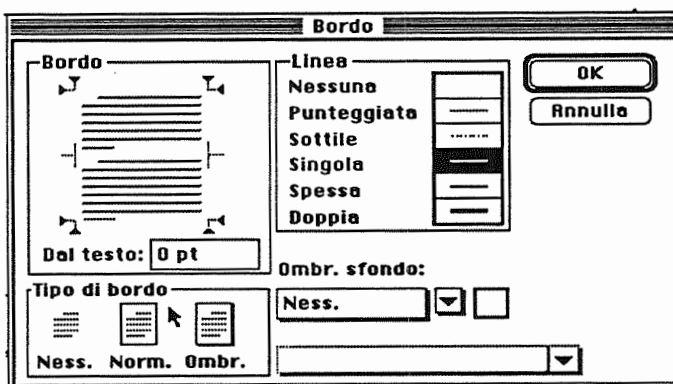 Bordo
Bordo
Dal testo: 0 pt
Tipo di bordo
Ness. Norm. Ombr.
Linea
Nessuna
Punteggiata
Sottile
Singola
Spessa
Doppia
Ombr. sfondo:
Ness.
OK
Annulla